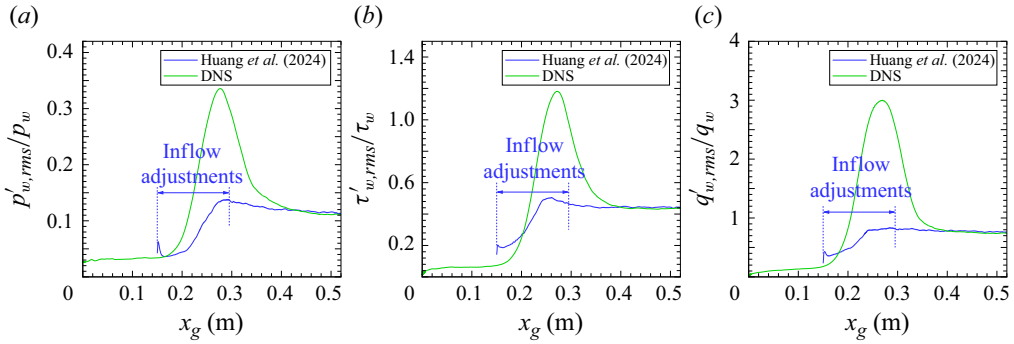 (a)
p′w,rms/pw
0.4
0.3
0.2
0.1
0 0.1 0.2 0.3 0.4 0.5
xg (m)
Huang et al. (2024)
DNS
Inflow
adjustments
(b)
τ′w,rms/τw
1.4
1.0
0.6
0.2
0 0.1 0.2 0.3 0.4 0.5
xg (m)
Huang et al. (2024)
DNS
Inflow
adjustments
(c)
q′w,rms/qw
4
3
2
1
0 0.1 0.2 0.3 0.4 0.5
xg (m)
Huang et al. (2024)
DNS
Inflow
adjustments